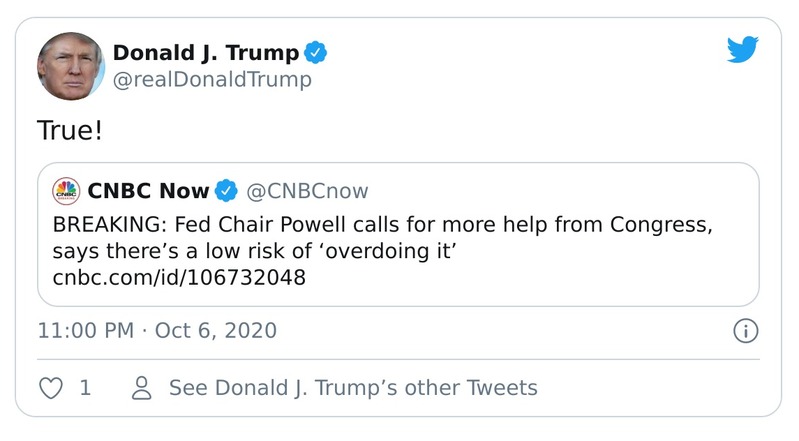 Donald J. Trump
@realDonaldTrump
True!
CNBC Now @CNBCnow
BREAKING: Fed Chair Powell calls for more help from Congress,
says there’s a low risk of ‘overdoing it’
cnbc.com/id/106732048
11:00 PM · Oct 6, 2020
1 See Donald J. Trump’s other Tweets